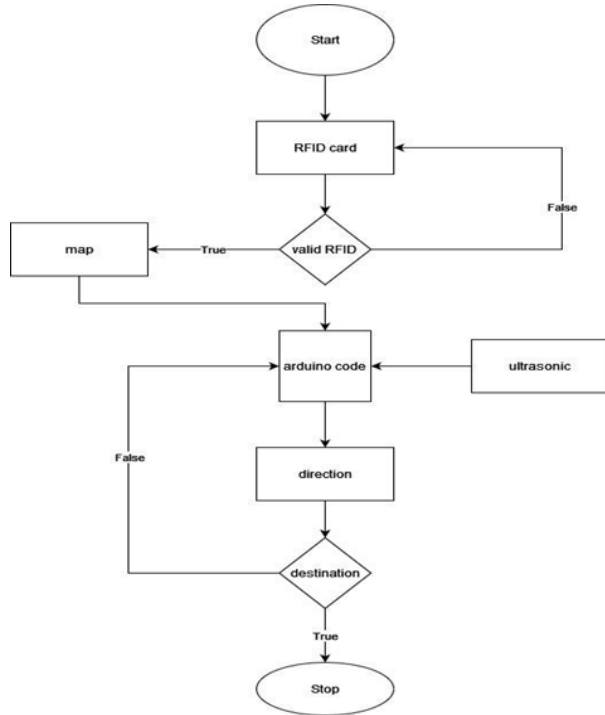 Start
RFID card
False
map
True
valid RFID
arduino code
ultrasonic
False
direction
destination
True
Stop